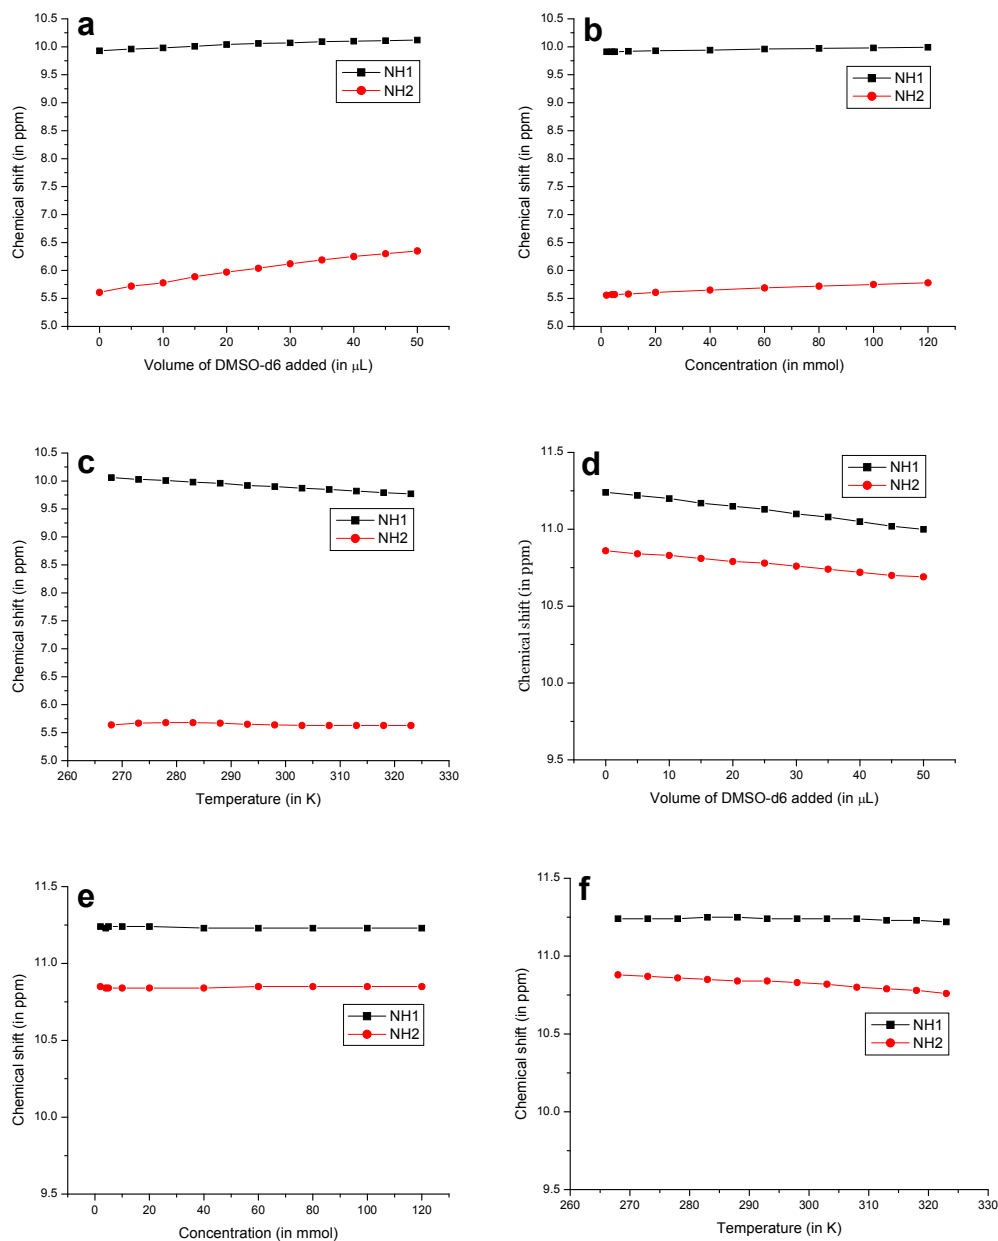 a
10.5
10.0
9.5
9.0
8.5
8.0
7.5
7.0
6.5
6.0
5.5
5.0
Chemical shift (in ppm)
NH1
NH2
0 10 20 30 40 50
Volume of DMSO-d6 added (in μL)
b
10.5
10.0
9.5
9.0
8.5
8.0
7.5
7.0
6.5
6.0
5.5
5.0
Chemical shift (in ppm)
NH1
NH2
0 20 40 60 80 100 120
Concentration (in mmol)
c
10.5
10.0
9.5
9.0
8.5
8.0
7.5
7.0
6.5
6.0
5.5
5.0
Chemical shift (in ppm)
NH1
NH2
260 270 280 290 300 310 320 330
Temperature (in K)
d
11.5
11.0
10.5
10.0
9.5
Chemical shift (in ppm)
NH1
NH2
0 10 20 30 40 50
Volume of DMSO-d6 added (in μL)
e
11.5
11.0
10.5
10.0
9.5
Chemical shift (in ppm)
NH1
NH2
0 20 40 60 80 100 120
Concentration (in mmol)
f
11.5
11.0
10.5
10.0
9.5
Chemical shift (in ppm)
NH1
NH2
260 270 280 290 300 310 320 330
Temperature (in K)